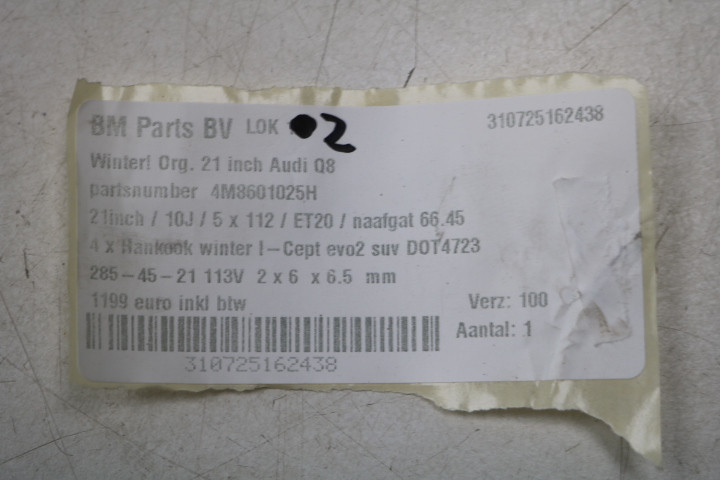 BM Parts BV LOK 02 310725162438
Winter! Org. 21 inch Audi Q8
partsnumber 4M8601025H
21inch / 10J / 5 x 112 / ET20 / naafgat 66.45
4 x Hankook winter I-Cept evo2 suv DOT4723
285-45-21 113V 2 x 6 x 6.5 mm
1199 euro inkl btw Verz: 100
Aantal: 1
310725162438